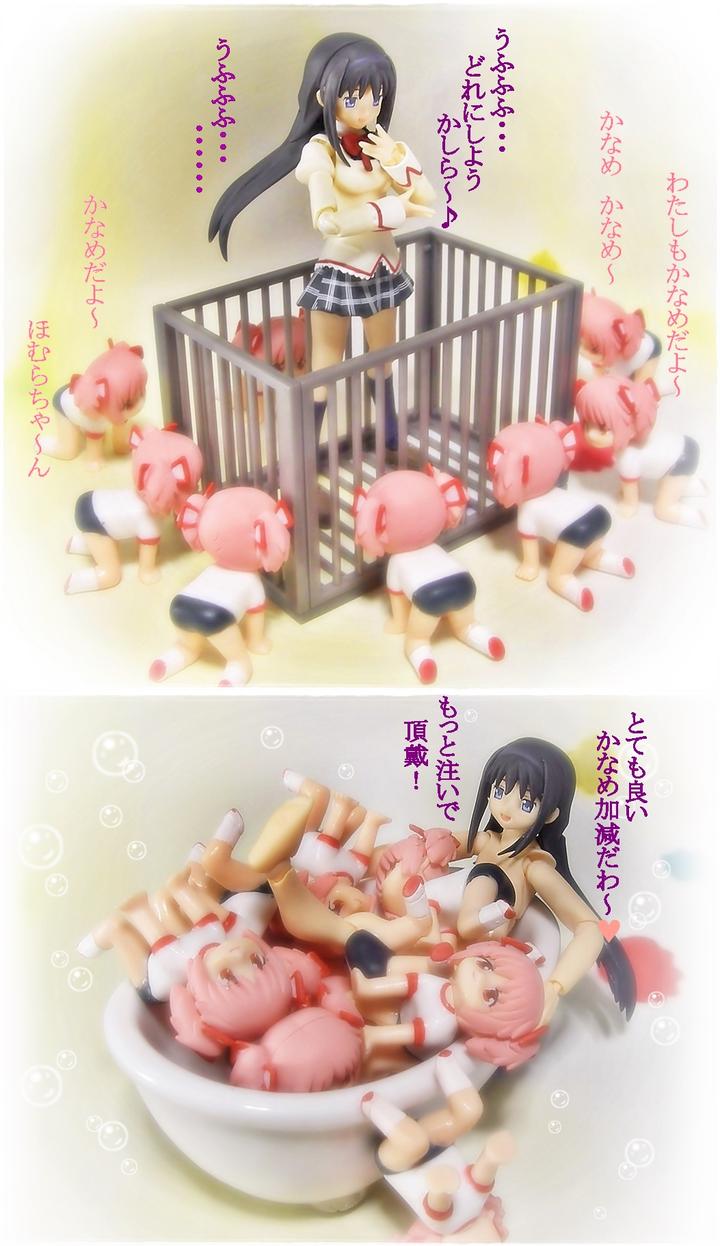 うふふふ・・・
どれにしよう
かしら～♪
うふふふ・・・
・・・・・・
わたしもかなめだよ～
かなめ　かなめ～
かなめだよ～
ほむらちゃ～ん
とても良い
かなめ加減だわ～♥
もっと注いで
頂戴！